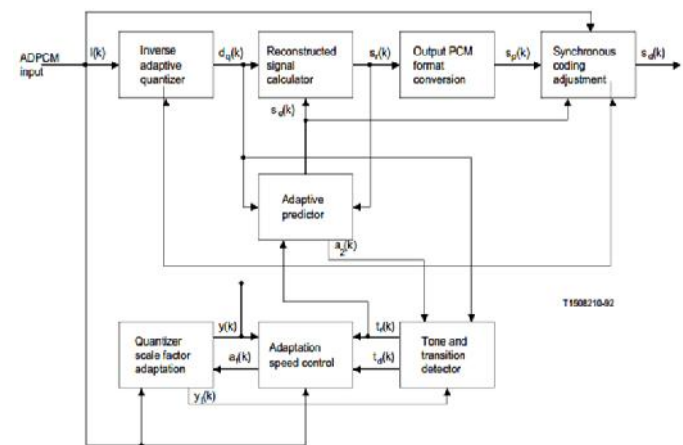 ADPCM
input
I(k)
Inverse
adaptive
quantizer
dq(k)
Reconstructed
signal
calculator
sr(k)
Output PCM
format
conversion
sp(k)
Synchronous
coding
adjustment
sd(k)
se(k)
Adaptive
predictor
a2(k)
T1508210-92
Quantizer
scale factor
adaptation
y(k)
al(k)
yl(k)
Adaptation
speed control
tr(k)
td(k)
Tone and
transition
detector